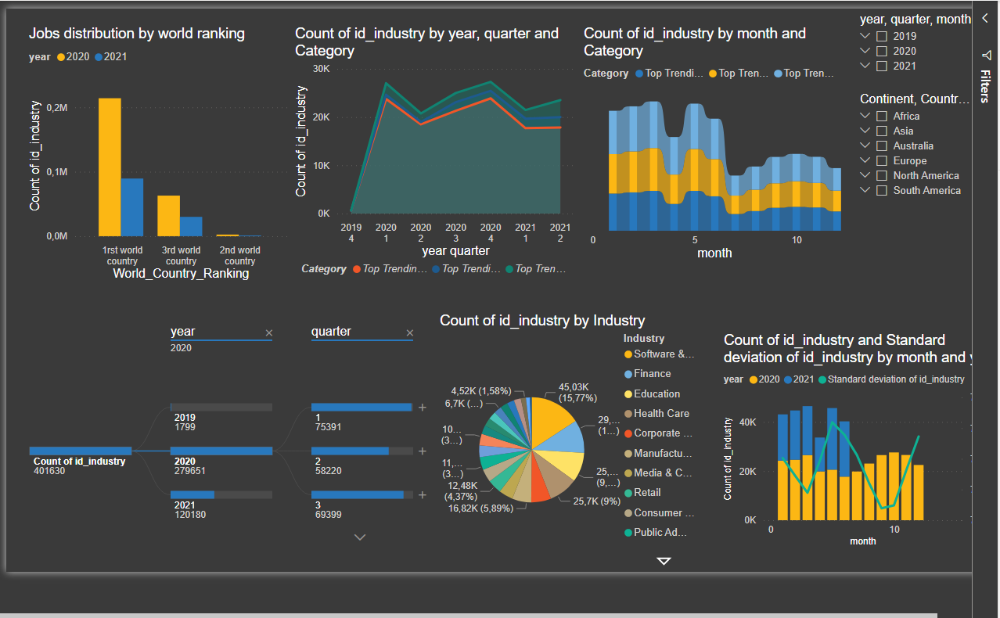 Jobs distribution by world ranking
year 2020 2021
Count of id_industry
0,2M
0,1M
0,0M
1rst world country
3rd world country
2nd world country
World_Country_Ranking
Count of id_industry by year, quarter and
Category
Count of id_industry
30K
20K
10K
0K
2019 2020 2020 2020 2020 2021 2021
4 1 2 3 4 1 2
year quarter
Category Top Trendin... Top Trendi... Top Tren...
Count of id_industry by month and
Category
Category Top Trendi... Top Tren... Top Tren...
0 5 10
month
year, quarter, month
2019
2020
2021
Continent, Countr...
Africa
Asia
Australia
Europe
North America
South America
Filters
year
2020
quarter
Count of id_industry
401630
2019
1799
2020
279651
2021
120180
1
75391
2
58220
3
69399
Count of id_industry by Industry
45,03K
(15,77%)
29,...
(1...)
25,...
(9,...)
25,7K (9%)
16,82K (5,89%)
12,48K
(4,37%)
11,...
(3...)
10...
(3...)
6,7K (...)
4,52K (1,58%)
Industry
Software &...
Finance
Education
Health Care
Corporate ...
Manufactu...
Media & C...
Retail
Consumer ...
Public Ad...
Count of id_industry and Standard
deviation of id_industry by month and
year 2020 2021 Standard deviation of id_industry
Count of id_industry
40K
20K
0K
0 10
month